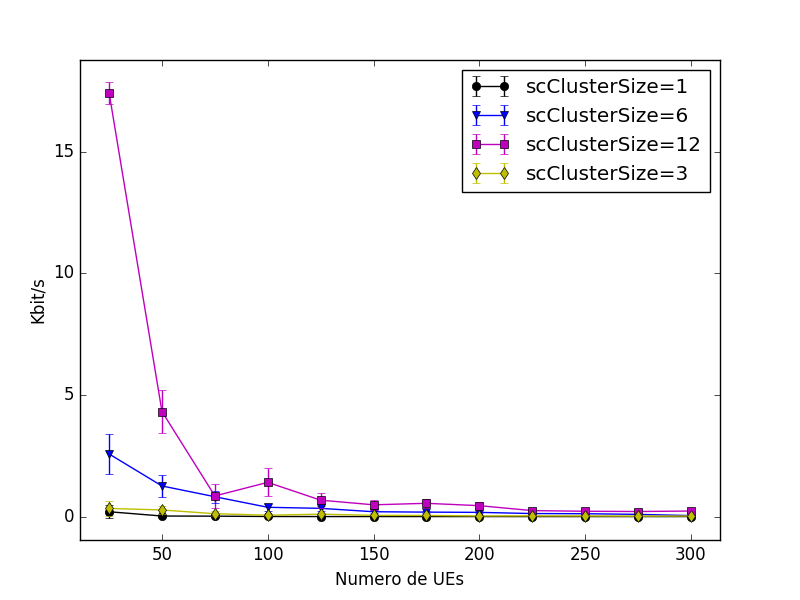 scClusterSize=1
scClusterSize=6
scClusterSize=12
scClusterSize=3
15
10
5
0
Kbit/s
50 100 150 200 250 300
Numero de UEs